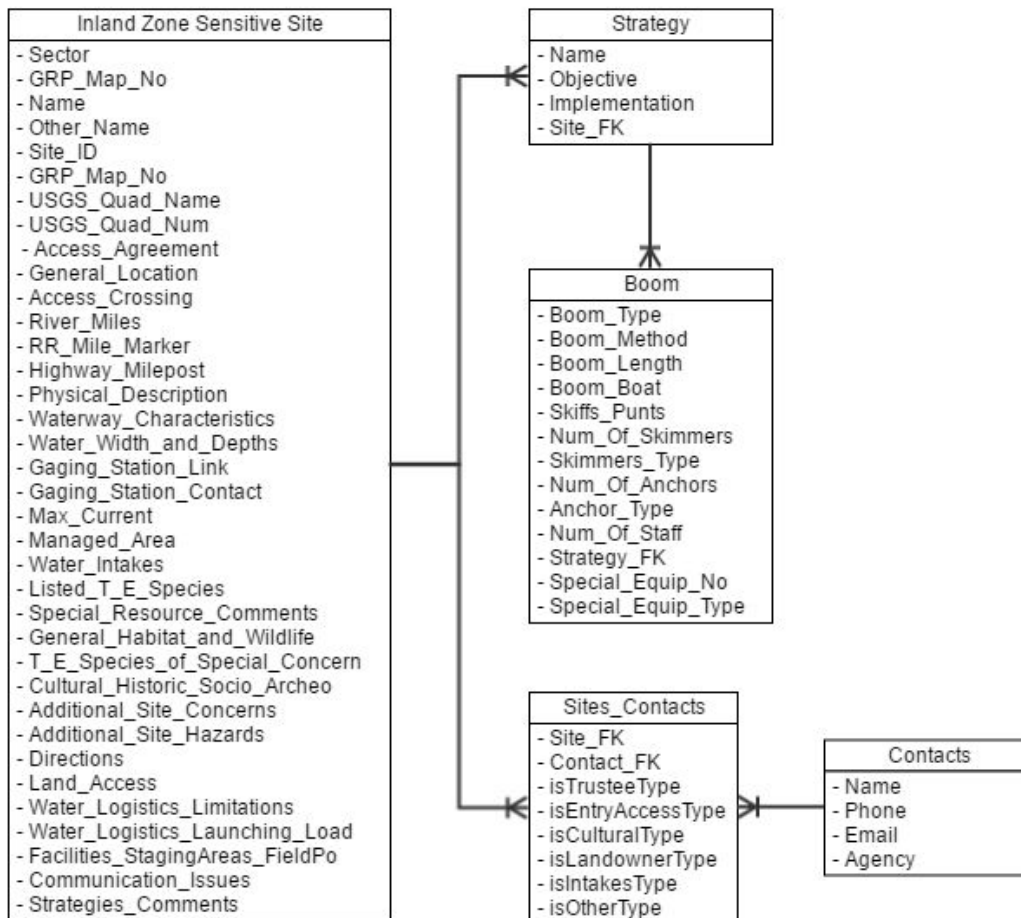 Inland Zone Sensitive Site
- Sector
- GRP_Map_No
- Name
- Other_Name
- Site_ID
- GRP_Map_No
- USGS_Quad_Name
- USGS_Quad_Num
- Access_Agreement
- General_Location
- Access_Crossing
- River_Miles
- RR_Mile_Marker
- Highway_Milepost
- Physical_Description
- Waterway_Characteristics
- Water_Width_and_Depths
- Gaging_Station_Link
- Gaging_Station_Contact
- Max_Current
- Managed_Area
- Water_Intakes
- Listed_T_E_Species
- Special_Resource_Comments
- General_Habitat_and_Wildlife
- T_E_Species_of_Special_Concern
- Cultural_Historic_Socio_Archeo
- Additional_Site_Concerns
- Additional_Site_Hazards
- Directions
- Land_Access
- Water_Logistics_Limitations
- Water_Logistics_Launching_Load
- Facilities_StagingAreas_FieldPo
- Communication_Issues
- Strategies_Comments
Strategy
- Name
- Objective
- Implementation
- Site_FK
Boom
- Boom_Type
- Boom_Method
- Boom_Length
- Boom_Boat
- Skiffs_Punts
- Num_Of_Skimmers
- Skimmers_Type
- Num_Of_Anchors
- Anchor_Type
- Num_Of_Staff
- Strategy_FK
- Special_Equip_No
- Special_Equip_Type
Sites_Contacts
- Site_FK
- Contact_FK
- isTrusteeType
- isEntryAccessType
- isCulturalType
- isLandownerType
- isIntakesType
- isOtherType
Contacts
- Name
- Phone
- Email
- Agency